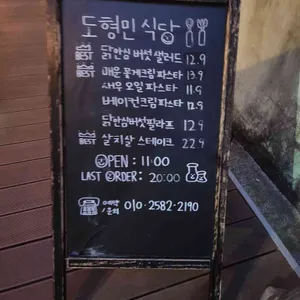 도형민 식당
BEST 닭안심 버섯 샐러드 12.9
BEST 매운 꽃게크림파스타 13.9
새우 오일 파스타 11.9
베이컨크림 파스타 12.9
닭안심버섯필라프 12.9
BEST 살치살 스테이크 22.9
OPEN : 11:00
LAST ORDER : 20:00
예약/문의 010·2582·2190